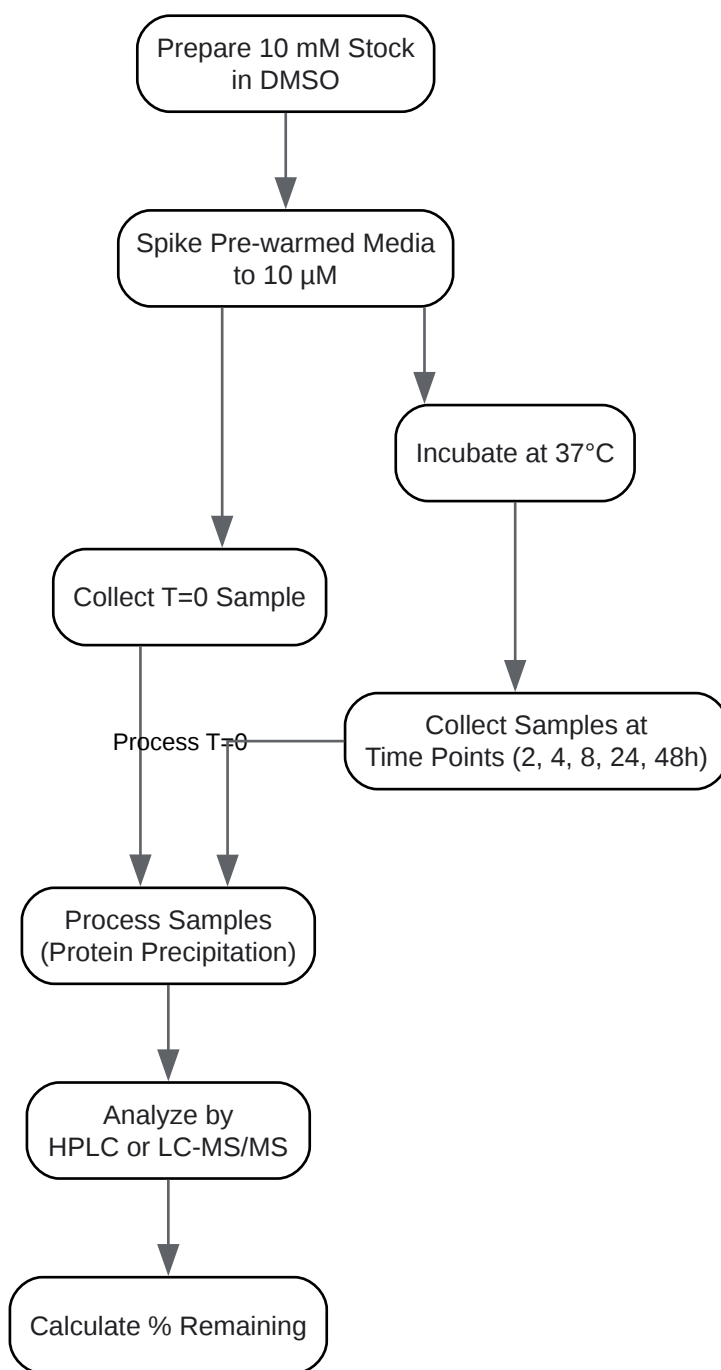 Prepare 10 mM Stock
in DMSO
Spike Pre-warmed Media
to 10 µM
Incubate at 37°C
Collect T=0 Sample
Collect Samples at
Time Points (2, 4, 8, 24, 48h)
Process T=0
Process Samples
(Protein Precipitation)
Analyze by
HPLC or LC-MS/MS
Calculate % Remaining